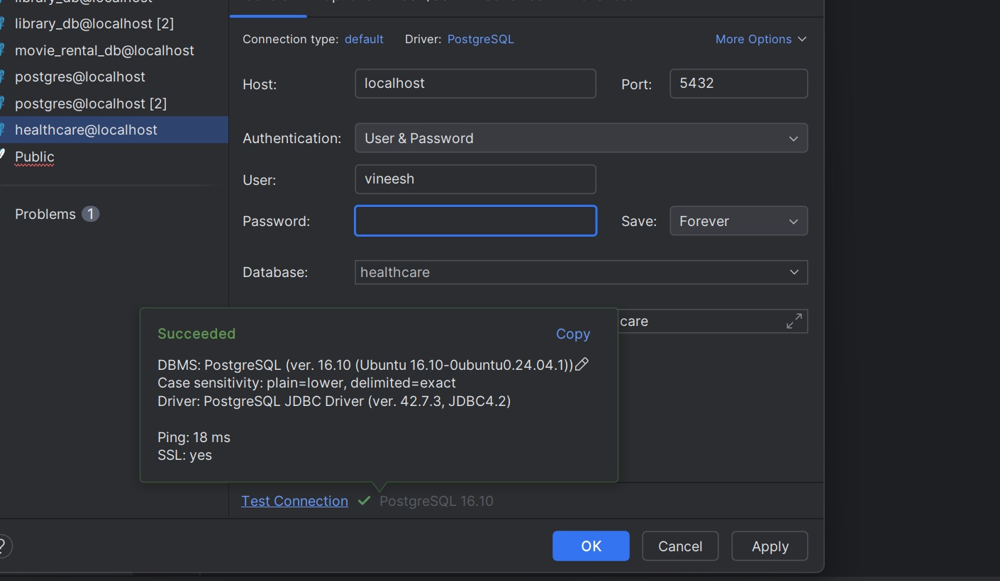 library_db@localhost [2]
movie_rental_db@localhost
postgres@localhost
postgres@localhost [2]
healthcare@localhost
Public
Problems 1
Connection type: default Driver: PostgreSQL More Options
Host: localhost Port: 5432
Authentication: User & Password
User: vineesh
Password: Save: Forever
Database: healthcare
care
Succeeded Copy
DBMS: PostgreSQL (ver. 16.10 (Ubuntu 16.10-0ubuntu0.24.04.1))
Case sensitivity: plain=lower, delimited=exact
Driver: PostgreSQL JDBC Driver (ver. 42.7.3, JDBC4.2)
Ping: 18 ms
SSL: yes
Test Connection PostgreSQL 16.10
? OK Cancel Apply